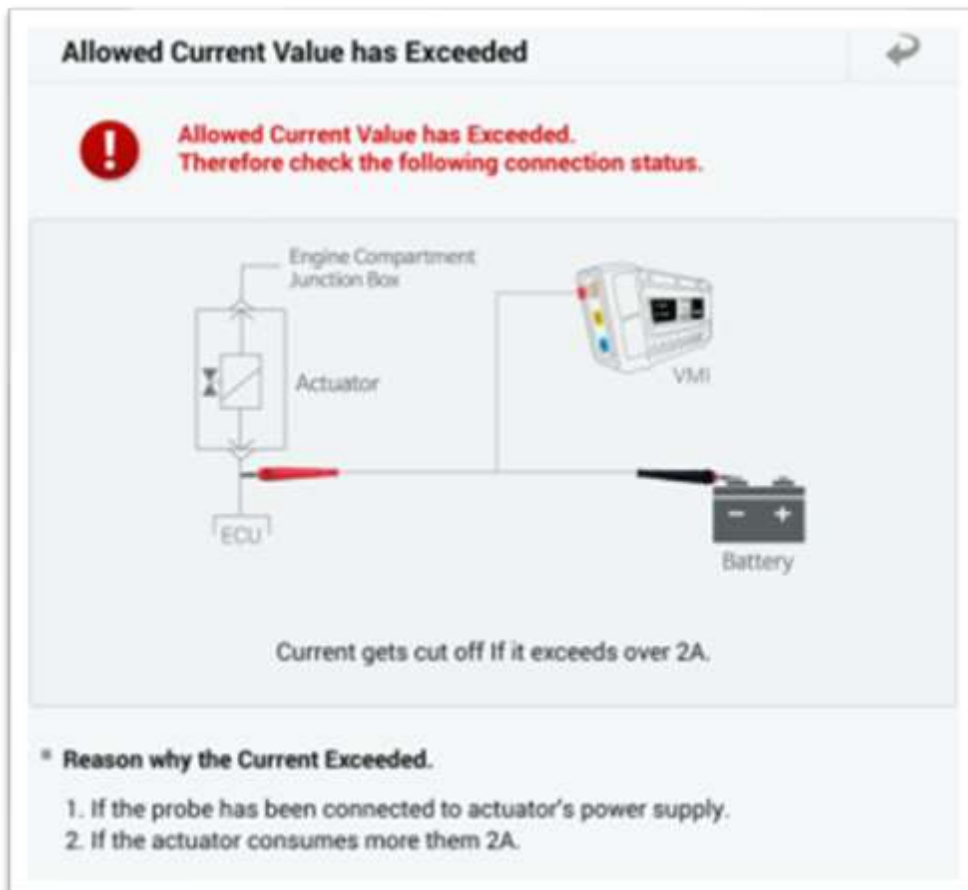 Allowed Current Value has Exceeded
Allowed Current Value has Exceeded.
Therefore check the following connection status.
Engine Compartment
Junction Box
Actuator
VMI
ECU
Battery
Current gets cut off If it exceeds over 2A.
Reason why the Current Exceeded.
1. If the probe has been connected to actuator's power supply.
2. If the actuator consumes more them 2A.